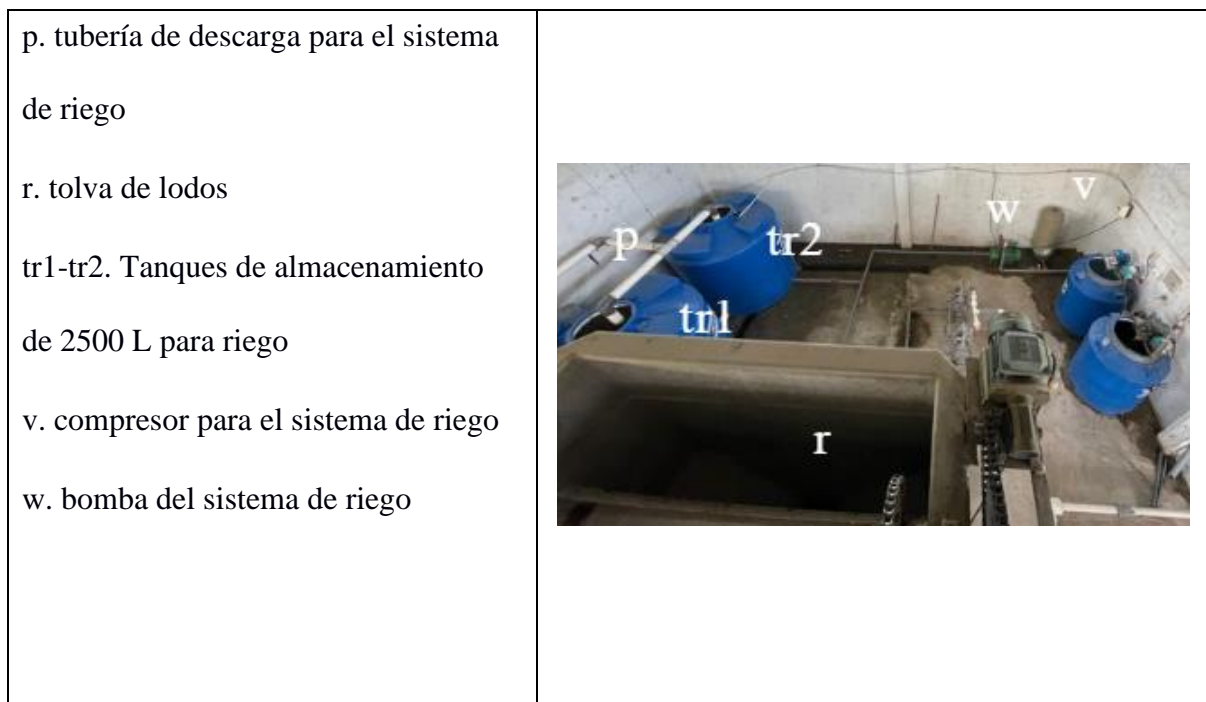 p. tubería de descarga para el sistema
de riego
r. tolva de lodos
tr1-tr2. Tanques de almacenamiento
de 2500 L para riego
v. compresor para el sistema de riego
w. bomba del sistema de riego
v
w
p
tr2
tr1
r